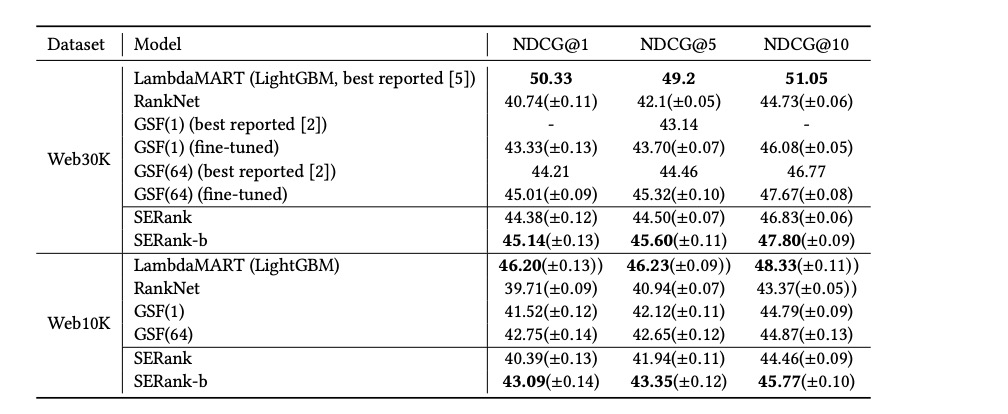 Dataset Model NDCG@1 NDCG@5 NDCG@10
LambdaMART (LightGBM, best reported [5]) 50.33 49.2 51.05
RankNet 40.74(±0.11) 42.1(±0.05) 44.73(±0.06)
GSF(1) (best reported [2]) - 43.14 -
Web30K GSF(1) (fine-tuned) 43.33(±0.13) 43.70(±0.07) 46.08(±0.05)
GSF(64) (best reported [2]) 44.21 44.46 46.77
GSF(64) (fine-tuned) 45.01(±0.09) 45.32(±0.10) 47.67(±0.08)
SERank 44.38(±0.12) 44.50(±0.07) 46.83(±0.06)
SERank-b 45.14(±0.13) 45.60(±0.11) 47.80(±0.09)
LambdaMART (LightGBM) 46.20(±0.13)) 46.23(±0.09)) 48.33(±0.11))
RankNet 39.71(±0.09) 40.94(±0.07) 43.37(±0.05))
Web10K GSF(1) 41.52(±0.12) 42.12(±0.11) 44.79(±0.09)
GSF(64) 42.75(±0.14) 42.65(±0.12) 44.87(±0.13)
SERank 40.39(±0.13) 41.94(±0.11) 44.46(±0.09)
SERank-b 43.09(±0.14) 43.35(±0.12) 45.77(±0.10)